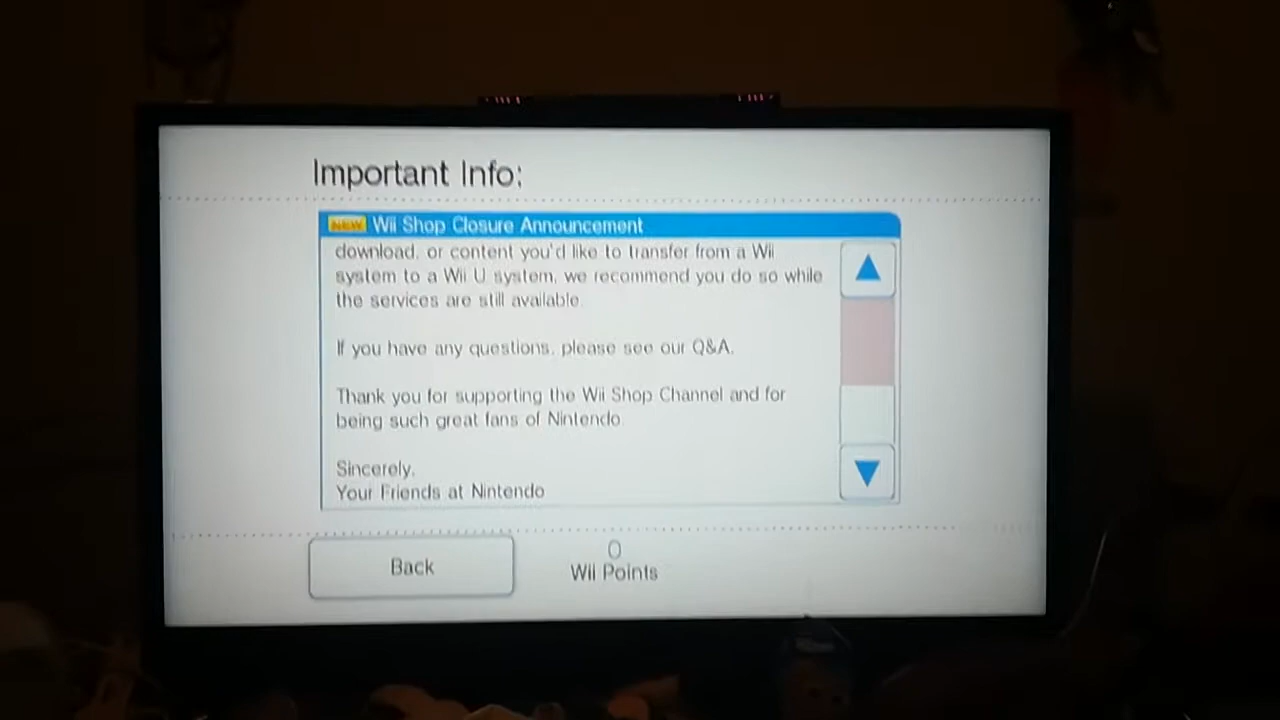 Important Info:
NEW Wii Shop Closure Announcement
download, or content you'd like to transfer from a Wii
system to a Wii U system, we recommend you do so while
the services are still available.
If you have any questions, please see our Q&A.
Thank you for supporting the Wii Shop Channel and for
being such great fans of Nintendo.
Sincerely,
Your Friends at Nintendo
Back
0
Wii Points